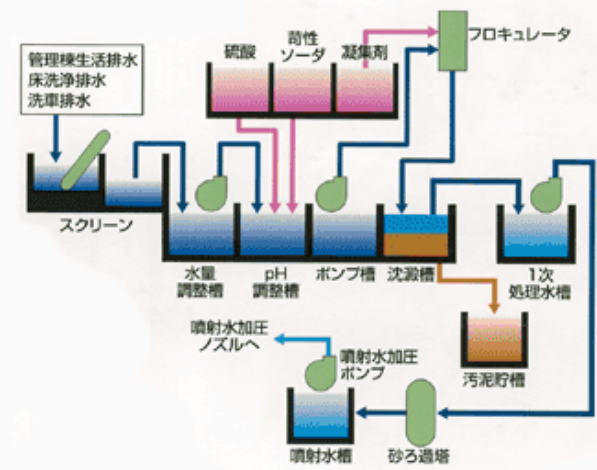 管理棟生活排水
床洗浄排水
洗車排水
硫酸
苛性
ソーダ
凝集剤
フロキュレータ
スクリーン
水量
調整槽
pH
調整槽
ポンプ槽
沈澱槽
1次
処理水槽
汚泥貯槽
噴射水加圧
ノズルへ
噴射水加圧
ポンプ
噴射水槽
砂ろ過塔